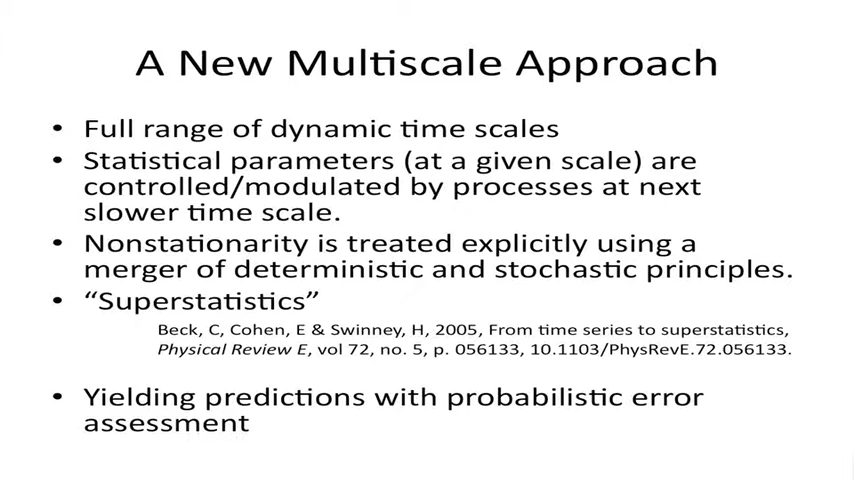 A New Multiscale Approach
• Full range of dynamic time scales
• Statistical parameters (at a given scale) are
controlled/modulated by processes at next
slower time scale.
• Nonstationarity is treated explicitly using a
merger of deterministic and stochastic principles.
• “Superstatistics”
Beck, C, Cohen, E & Swinney, H, 2005, From time series to superstatistics,
Physical Review E, vol 72, no. 5, p. 056133, 10.1103/PhysRevE.72.056133.
• Yielding predictions with probabilistic error
assessment